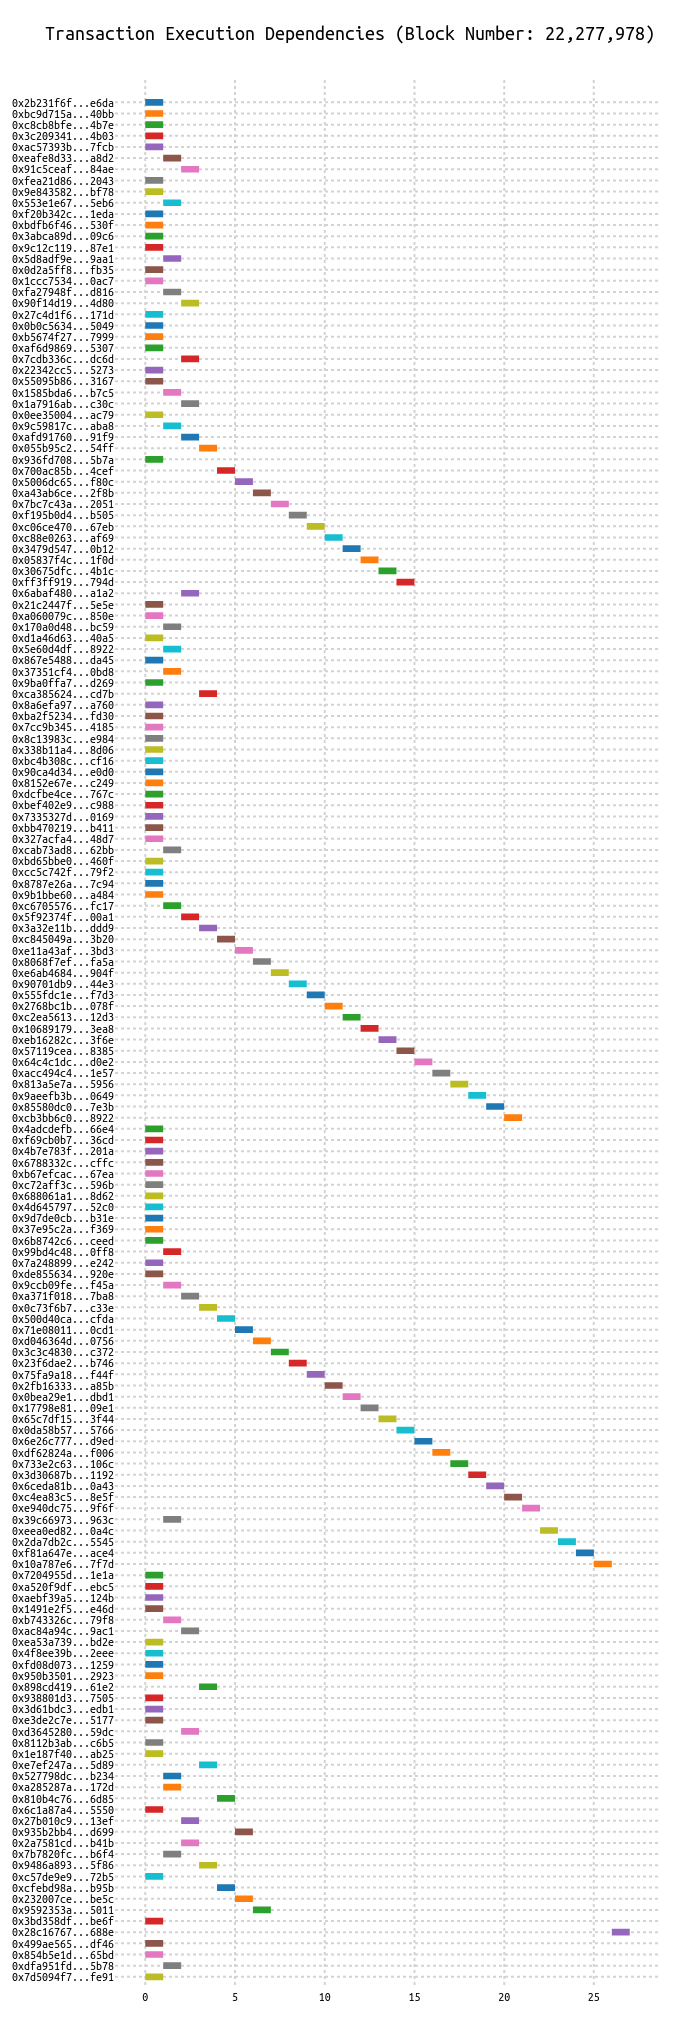 Transaction Execution Dependencies (Block Number: 22,277,978)
0x2b231f6f...e6da
0xbc9d715a...40bb
0xc8cb8bfe...4b7e
0x3c209341...4b03
0xac57393b...7fcb
0xeafe8d33...a8d2
0x91c5ceaf...84ae
0xfea21d86...2043
0x9e843582...bf78
0x553e1e67...5eb6
0xf20b342c...1eda
0xbdfb6f46...530f
0x3abca89d...09c6
0x9c12c119...87e1
0x5d8adf9e...9aa1
0x0d2a5ff8...fb35
0x1ccc7534...0ac7
0xfa27948f...d816
0x90f14d19...4d80
0x27c4d1f6...171d
0x0b0c5634...5049
0xb5674f27...7999
0xaf6d9869...5307
0x7cdb336c...dc6d
0x22342cc5...5273
0x55095b86...3167
0x1585bda6...b7c5
0x1a7916ab...c30c
0x0ee35004...ac79
0x9c59817c...aba8
0xafd91760...91f9
0x055b95c2...54ff
0x936fd708...5b7a
0x700ac85b...4cef
0x5006dc65...f80c
0xa43ab6ce...2f8b
0x7bc7c43a...2051
0xf195b0d4...b505
0xc06ce470...67eb
0xc88e0263...af69
0x3479d547...0b12
0x05837f4c...1f0d
0x30675dfc...4b1c
0xff3ff919...794d
0x6abaf480...a1a2
0x21c2447f...5e5e
0xa060079c...850e
0x170a0d48...bc59
0xd1a46d63...40a5
0x5e60d4df...8922
0x867e5488...da45
0x37351cf4...0bd8
0x9ba0ffa7...d269
0xca385624...cd7b
0x8a6efa97...a760
0xba2f5234...fd30
0x7cc9b345...4185
0x8c13983c...e984
0x338b11a4...8d06
0xbc4b308c...cf16
0x90ca4d34...e0d0
0x8152e67e...c249
0xdcfbe4ce...767c
0xbef402e9...c988
0x7335327d...0169
0xbb470219...b411
0x327acfa4...48d7
0xcab73ad8...62bb
0xbd65bbe0...460f
0xcc5c742f...79f2
0x8787e26a...7c94
0x9b1bbe60...a484
0xc6705576...fc17
0x5f92374f...00a1
0x3a32e11b...ddd9
0xc845049a...3b20
0xe11a43af...3bd3
0x8068f7ef...fa5a
0xe6ab4684...904f
0x90701db9...44e3
0x555fdc1e...f7d3
0x2768bc1b...078f
0xc2ea5613...12d3
0x10689179...3ea8
0xeb16282c...3f6e
0x57119cea...8385
0x64c4c1dc...d0e2
0xacc494c4...1e57
0x813a5e7a...5956
0x9aeefb3b...0649
0x85580dc0...7e3b
0xcb3bb6c0...8922
0x4adcdefb...66e4
0xf69cb0b7...36cd
0x4b7e783f...201a
0x6788332c...cffc
0xb67efcac...67ea
0xc72aff3c...596b
0x688061a1...8d62
0x4d645797...52c0
0x9d7de0cb...b31e
0x37e95c2a...f369
0x6b8742c6...ceed
0x99bd4c48...0ff8
0x7a248899...e242
0xde855634...920e
0x9ccb09fe...f45a
0xa371f018...7ba8
0x0c73f6b7...c33e
0x500d40ca...cfda
0x71e08011...0cd1
0xd046364d...0756
0x3c3c4830...c372
0x23f6dae2...b746
0x75fa9a18...f44f
0x2fb16333...a85b
0x0bea29e1...dbd1
0x17798e81...09e1
0x65c7df15...3f44
0x0da58b57...5766
0x6e26c777...d9ed
0xdf62824a...f006
0x733e2c63...106c
0x3d30687b...1192
0x6ceda81b...0a43
0xc4ea83c5...8e5f
0xe940dc75...9f6f
0x39c66973...963c
0xeea0ed82...0a4c
0x2da7db2c...5545
0xf81a647e...ace4
0x10a787e6...7f7d
0x7204955d...1e1a
0xa520f9df...ebc5
0xaebf39a5...124b
0x1491e2f5...e46d
0xb743326c...79f8
0xac84a94c...9ac1
0xea53a739...bd2e
0x4f8ee39b...2eee
0xfd08d073...1259
0x950b3501...2923
0x898cd419...61e2
0x938801d3...7505
0x3d61bdc3...edb1
0xe3de2c7e...5177
0xd3645280...59dc
0x8112b3ab...c6b5
0x1e187f40...ab25
0xe7ef247a...5d89
0x527798dc...b234
0xa285287a...172d
0x810b4c76...6d85
0x6c1a87a4...5550
0x27b010c9...13ef
0x935b2bb4...d699
0x2a7581cd...b41b
0x7b7820fc...b6f4
0x9486a893...5f86
0xc57de9e9...72b5
0xcfebd98a...b95b
0x232007ce...be5c
0x9592353a...5011
0x3bd358df...be6f
0x28c16767...688e
0x499ae565...df46
0x854b5e1d...65bd
0xdfa951fd...5b78
0x7d5094f7...fe91
0 5 10 15 20 25